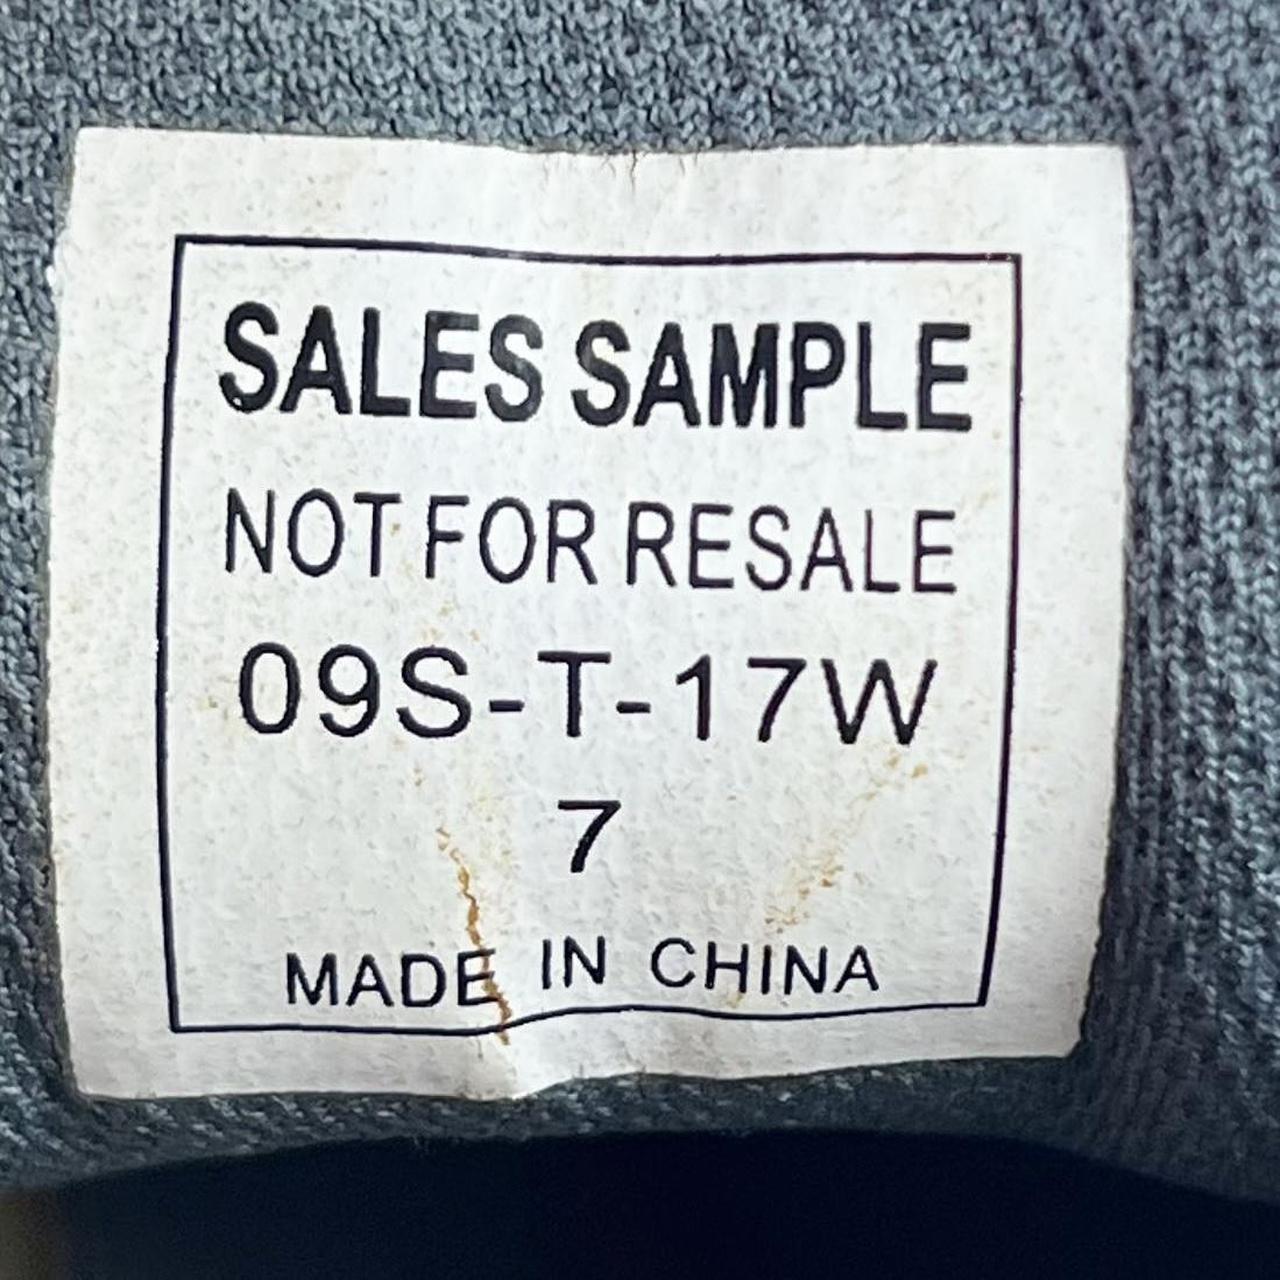 SALES SAMPLE
NOT FOR RESALE
09S-T-17W
7
MADE IN CHINA